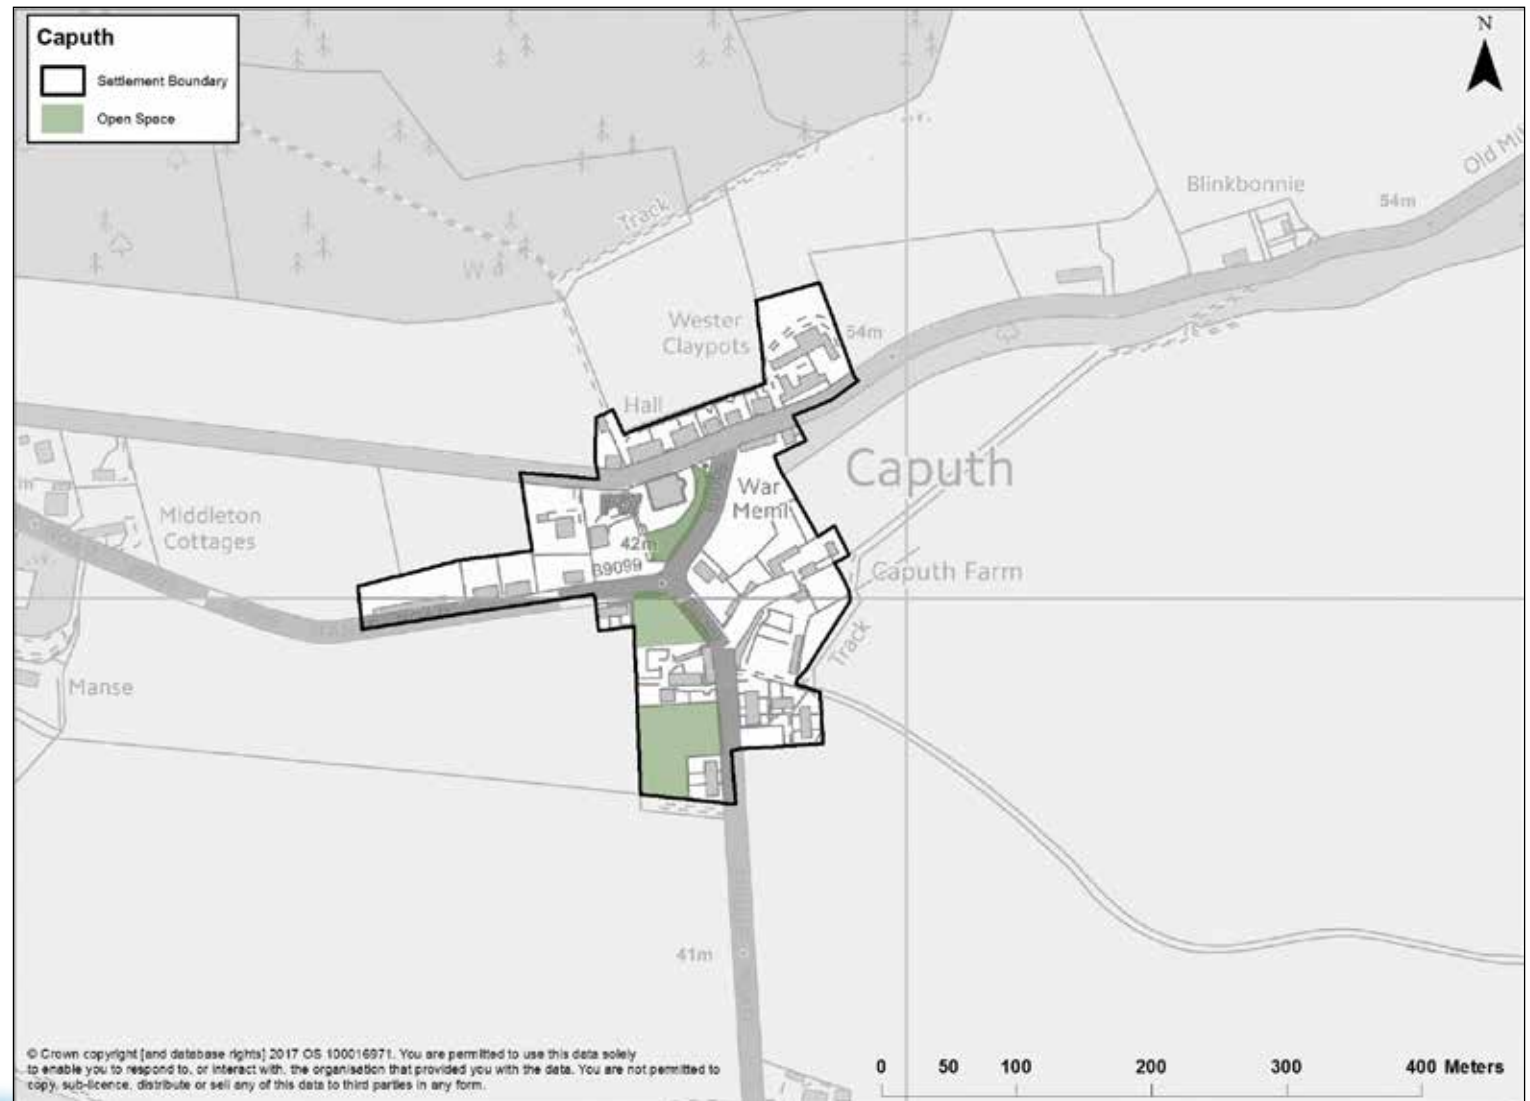 Caputh
Settlement Boundary
Open Space
N
Old Mil
Blinkbonnie
54m
Track
Wester
Claypots
54m
Hall
Caputh
War
Meml
Middleton
Cottages
42m
B9099
Caputh Farm
Track
Manse
41m
© Crown copyright [and database rights] 2017 OS 100016971. You are permitted to use this data solely
to enable you to respond to, or interact with, the organisation that provided you with the data. You are not permitted to
copy, sub-licence, distribute or sell any of this data to third parties in any form.
0 50 100 200 300 400 Meters